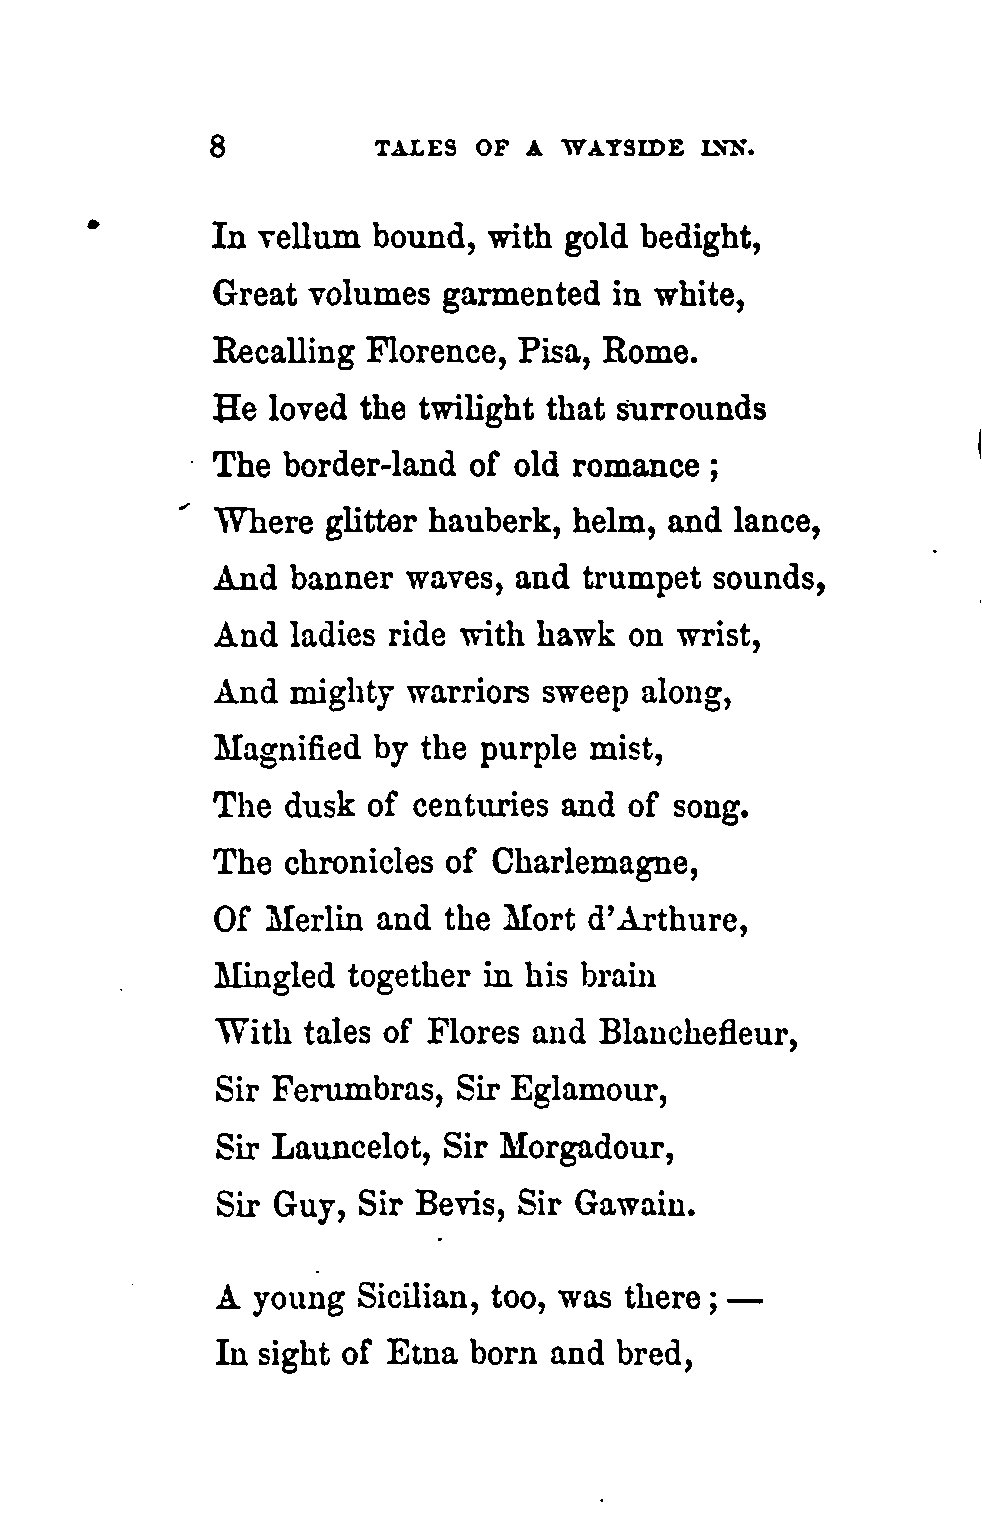 8 TALES OF A WAYSIDE INN.
In vellum bound, with gold bedight,
Great volumes garmented in white,
Recalling Florence, Pisa, Rome.
He loved the twilight that surrounds
The border-land of old romance ;
Where glitter hauberk, helm, and lance,
And banner waves, and trumpet sounds,
And ladies ride with hawk on wrist,
And mighty warriors sweep along,
Magnified by the purple mist,
The dusk of centuries and of song.
The chronicles of Charlemagne,
Of Merlin and the Mort d'Arthure,
Mingled together in his brain
With tales of Flores and Blanchefleur,
Sir Ferumbras, Sir Eglamour,
Sir Launcelot, Sir Morgadour,
Sir Guy, Sir Bevis, Sir Gawain.
A young Sicilian, too, was there ; —
In sight of Etna born and bred,